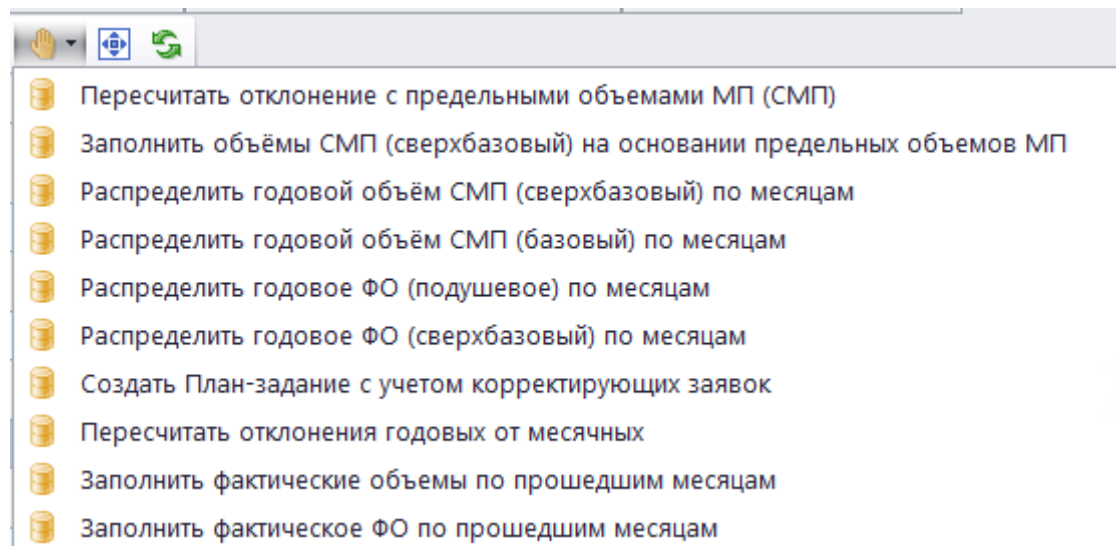 Пересчитать отклонение с предельными объемами МП (СМП)
Заполнить объёмы СМП (сверхбазовый) на основании предельных объемов МП
Распределить годовой объём СМП (сверхбазовый) по месяцам
Распределить годовой объём СМП (базовый) по месяцам
Распределить годовое ФО (подушевое) по месяцам
Распределить годовое ФО (сверхбазовый) по месяцам
Создать План-задание с учетом корректирующих заявок
Пересчитать отклонения годовых от месячных
Заполнить фактические объемы по прошедшим месяцам
Заполнить фактическое ФО по прошедшим месяцам